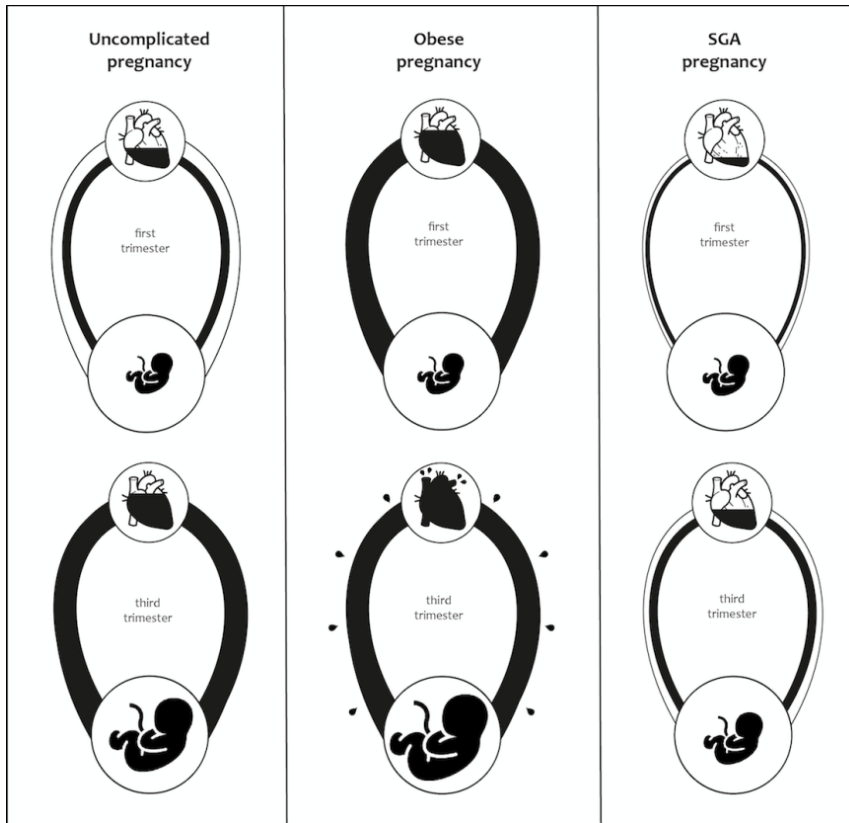 Uncomplicated
pregnancy
Obese
pregnancy
SGA
pregnancy
first
trimester
first
trimester
first
trimester
third
trimester
third
trimester
third
trimester